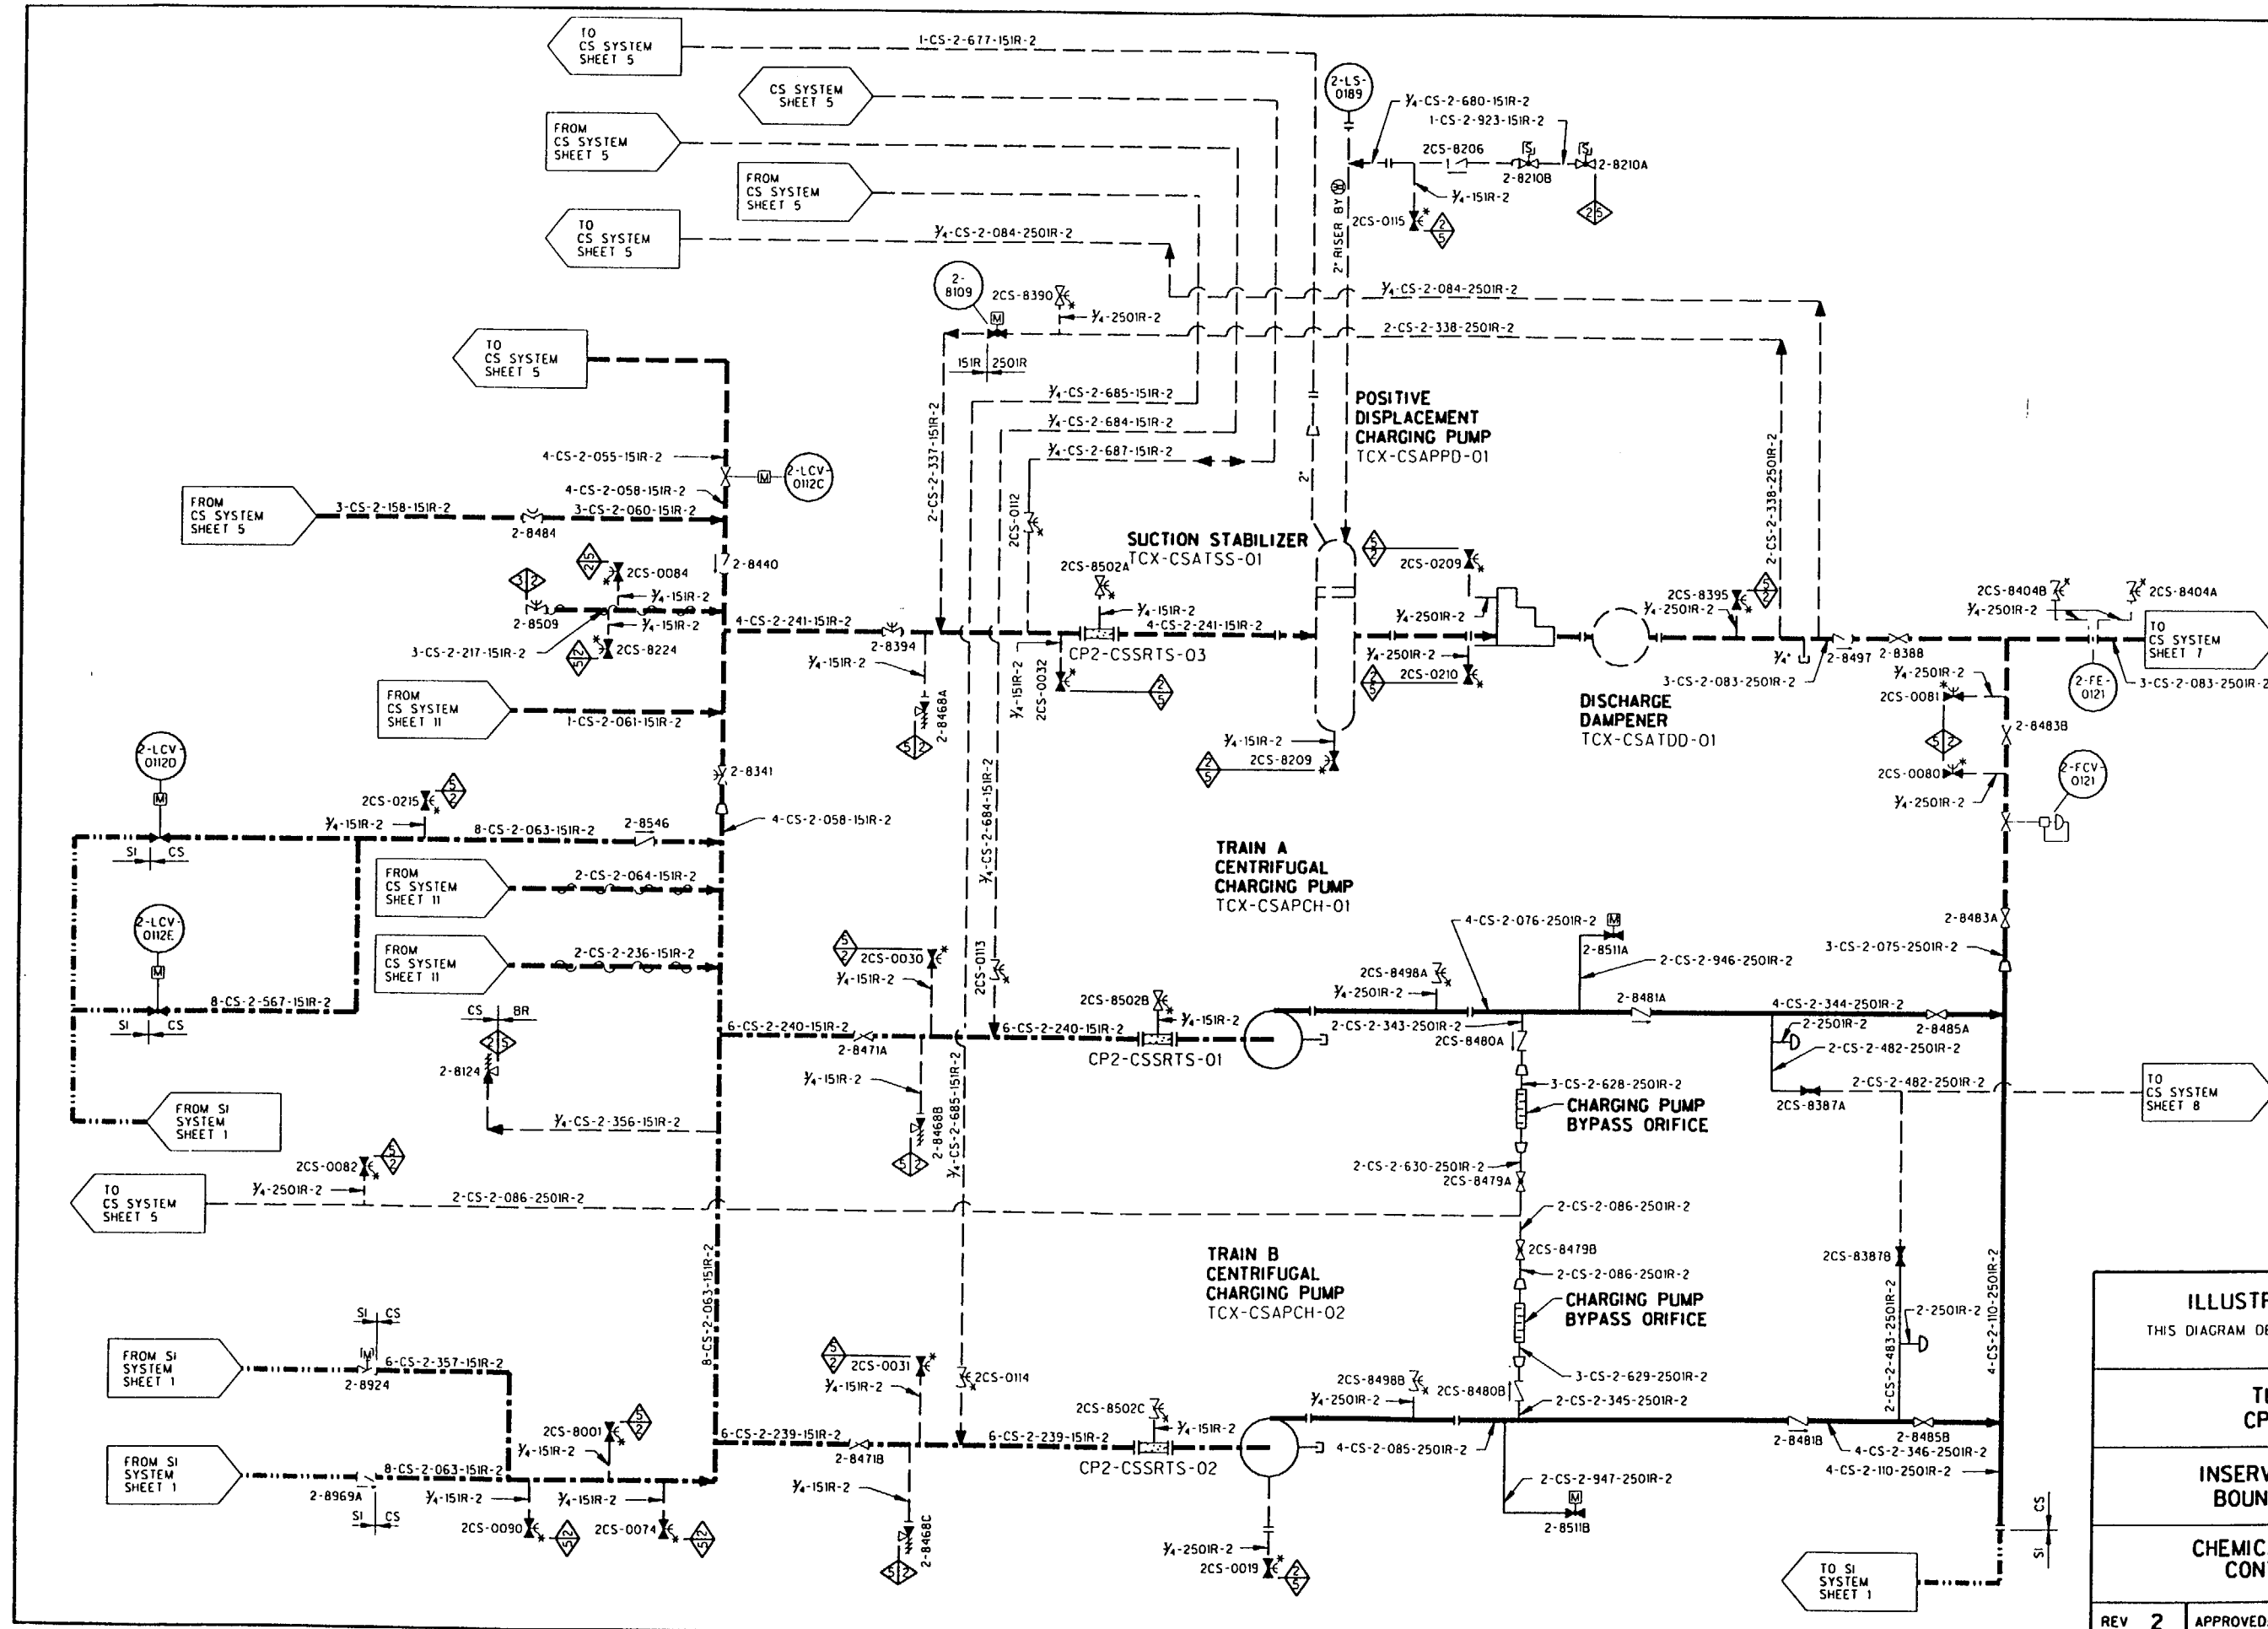 TO
CS SYSTEM
SHEET 5
1-CS-2-677-151R-2
CS SYSTEM
SHEET 5
FROM
CS SYSTEM
SHEET 5
FROM
CS SYSTEM
SHEET 5
TO
CS SYSTEM
SHEET 5
¾-CS-2-084-2501R-2
2-LS-
0189
¾-CS-2-680-151R-2
1-CS-2-923-151R-2
2CS-8206
2-8210B
2-8210A
¾-151R-2
2CS-0115
2" RISER BY W
2-
8109
2CS-8390
¾-2501R-2
¾-CS-2-084-2501R-2
2-CS-2-338-2501R-2
151R 2501R
TO
CS SYSTEM
SHEET 5
¾-CS-2-685-151R-2
¾-CS-2-684-151R-2
¾-CS-2-687-151R-2
2-CS-2-337-151R-2
POSITIVE
DISPLACEMENT
CHARGING PUMP
TCX-CSAPPD-01
2"
4-CS-2-055-151R-2
2-LCV-
0112C
4-CS-2-058-151R-2
FROM
CS SYSTEM
SHEET 5
3-CS-2-158-151R-2
3-CS-2-060-151R-2
2-8484
2-8440
2CS-0112
SUCTION STABILIZER
TCX-CSATSS-01
2CS-8502A
2CS-0209
2-CS-2-338-2501R-2
2CS-0084
¾-151R-2
2-8509
¾-151R-2
3-CS-2-217-151R-2
2CS-8224
4-CS-2-241-151R-2
2-8394
¾-151R-2
4-CS-2-241-151R-2
CP2-CSSRTS-03
¾-151R-2
2-8468A
¾-151R-2
2CS-0032
¾-2501R-2
¾-2501R-2
2CS-0210
2CS-8395
¾-2501R-2
¾"
2-8497
2-8388
3-CS-2-083-2501R-2
2CS-8404B
2CS-8404A
¾-2501R-2
TO
CS SYSTEM
SHEET 7
2-FE-
0121
3-CS-2-083-2501R-2
¾-2501R-2
2CS-0081
2-8483B
2CS-0080
¾-2501R-2
2-FCV-
0121
DISCHARGE
DAMPENER
TCX-CSATDD-01
¾-151R-2
2CS-8209
FROM
CS SYSTEM
SHEET 11
1-CS-2-061-151R-2
2-8341
4-CS-2-058-151R-2
2-LCV-
0112D
2CS-0215
¾-151R-2
8-CS-2-063-151R-2
2-8546
SI CS
FROM
CS SYSTEM
SHEET 11
2-CS-2-064-151R-2
2-LCV-
0112E
FROM
CS SYSTEM
SHEET 11
2-CS-2-236-151R-2
8-CS-2-567-151R-2
SI CS
CS BR
2-8124
FROM SI
SYSTEM
SHEET 1
¾-CS-2-356-151R-2
¾-CS-2-684-151R-2
TRAIN A
CENTRIFUGAL
CHARGING PUMP
TCX-CSAPCH-01
2CS-0030
¾-151R-2
2CS-0113
6-CS-2-240-151R-2
2-8471A
6-CS-2-240-151R-2
2CS-8502B
¾-151R-2
CP2-CSSRTS-01
¾-151R-2
2-8468B
¾-CS-2-685-151R-2
2CS-8498A
¾-2501R-2
4-CS-2-076-2501R-2
2-8511A
2-CS-2-946-2501R-2
2-8481A
2-CS-2-343-2501R-2
2CS-8480A
3-CS-2-628-2501R-2
CHARGING PUMP
BYPASS ORIFICE
2-CS-2-630-2501R-2
2CS-8479A
2-8483A
3-CS-2-075-2501R-2
4-CS-2-344-2501R-2
2-2501R-2
2-8485A
2-CS-2-482-2501R-2
2-CS-2-482-2501R-2
2CS-8387A
TO
CS SYSTEM
SHEET 8
2CS-0082
¾-2501R-2
TO
CS SYSTEM
SHEET 5
2-CS-2-086-2501R-2
2-CS-2-086-2501R-2
2CS-8479B
2-CS-2-086-2501R-2
CHARGING PUMP
BYPASS ORIFICE
3-CS-2-629-2501R-2
2CS-8480B
2-CS-2-345-2501R-2
2CS-8387B
2-2501R-2
2-CS-2-483-2501R-2
4-CS-2-110-2501R-2
TRAIN B
CENTRIFUGAL
CHARGING PUMP
TCX-CSAPCH-02
8-CS-2-063-151R-2
SI CS
FROM SI
SYSTEM
SHEET 1
6-CS-2-357-151R-2
2-8924
FROM SI
SYSTEM
SHEET 1
8-CS-2-063-151R-2
2-8969A
SI CS
2CS-8001
¾-151R-2
¾-151R-2
¾-151R-2
2CS-0090
2CS-0074
2CS-0031
¾-151R-2
2CS-0114
6-CS-2-239-151R-2
2-8471B
6-CS-2-239-151R-2
2CS-8502C
¾-151R-2
CP2-CSSRTS-02
¾-151R-2
2-8468C
2CS-8498B
¾-2501R-2
4-CS-2-085-2501R-2
2-CS-2-947-2501R-2
2-8511B
¾-2501R-2
2CS-0019
2-8481B
2-8485B
4-CS-2-346-2501R-2
4-CS-2-110-2501R-2
CS
SI
TO SI
SYSTEM
SHEET 1
ILLUSTR
THIS DIAGRAM DE
CP
INSERV
BOUN
CHEMIC
CON
REV 2 APPROVED